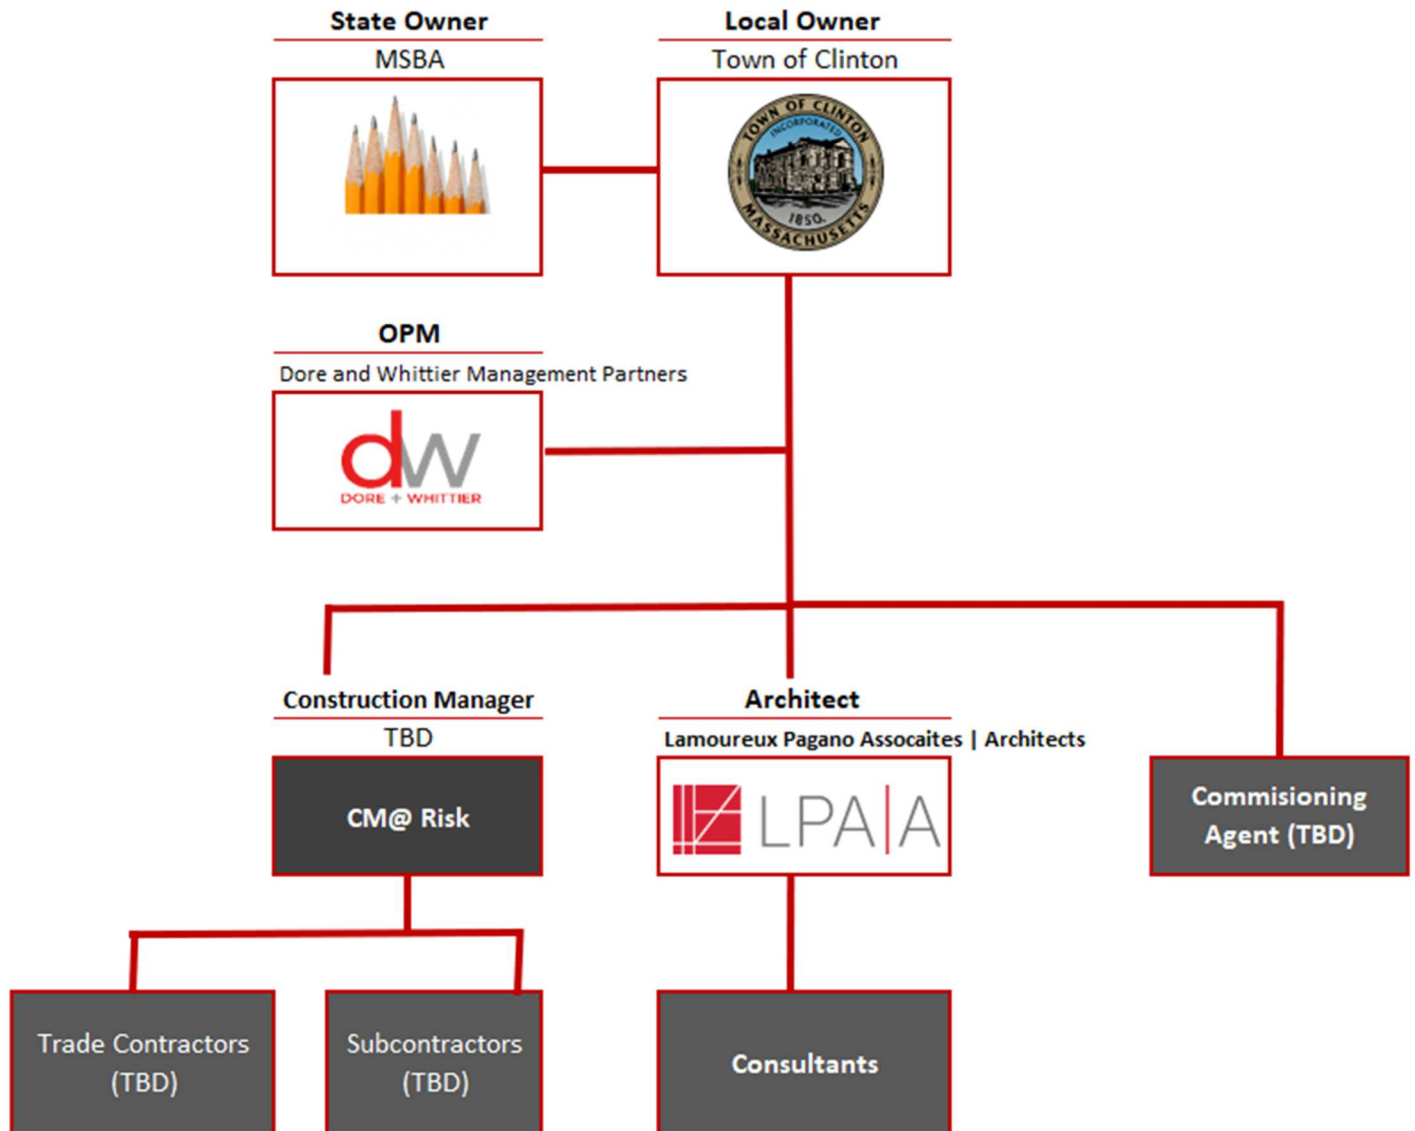 State Owner
MSBA
Local Owner
Town of Clinton
TOWN OF CLINTON
INCORPORATED
1850.
MASSACHUSETTS
OPM
Dore and Whittier Management Partners
dw
DORE + WHITTIER
Construction Manager
TBD
CM@ Risk
Architect
Lamoureux Pagano Assocaites | Architects
LPA|A
Commisioning
Agent (TBD)
Trade Contractors
(TBD)
Subcontractors
(TBD)
Consultants